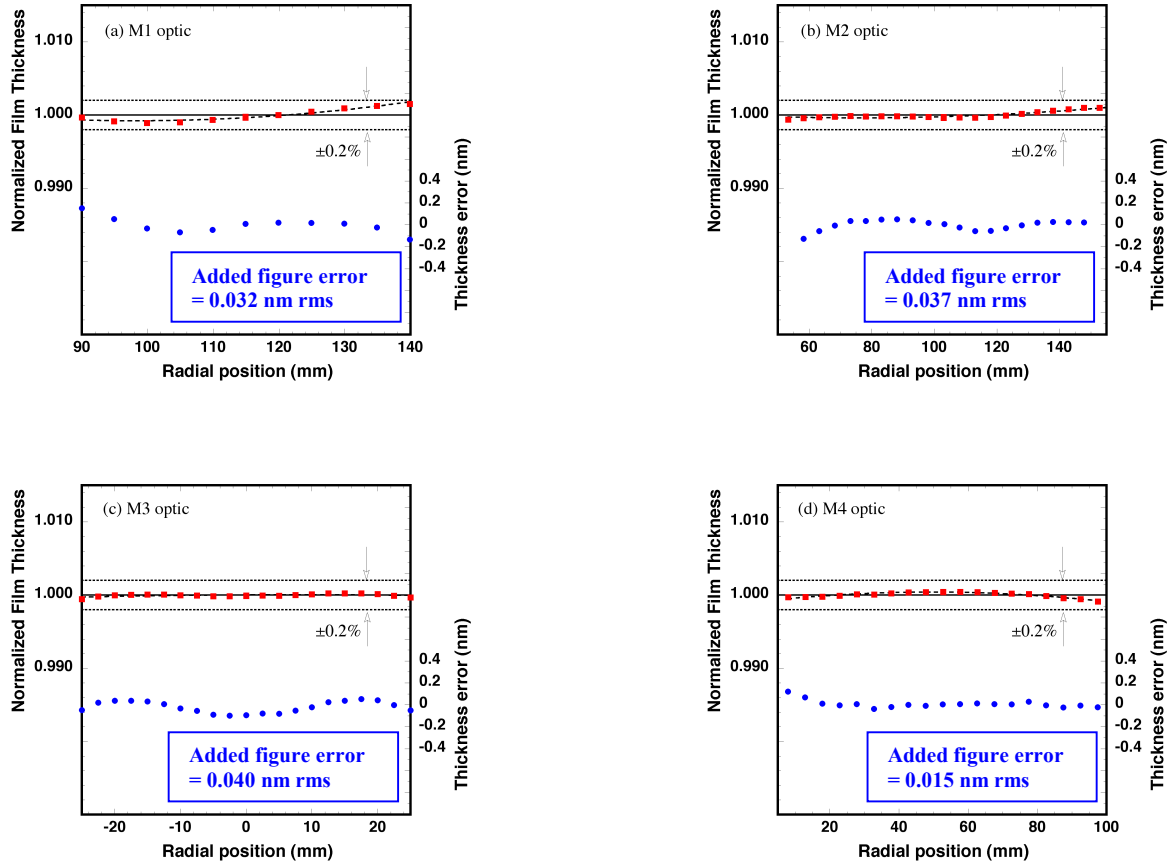 (a) M1 optic
Normalized Film Thickness
1.010
1.000
0.990
±0.2%
0.4
0.2
0
-0.2
-0.4
Thickness error (nm)
Added figure error
= 0.032 nm rms
90 100 110 120 130 140
Radial position (mm)
(b) M2 optic
Normalized Film Thickness
1.010
1.000
0.990
±0.2%
0.4
0.2
0
-0.2
-0.4
Thickness error (nm)
Added figure error
= 0.037 nm rms
60 80 100 120 140
Radial position (mm)
(c) M3 optic
Normalized Film Thickness
1.010
1.000
0.990
±0.2%
0.4
0.2
0
-0.2
-0.4
Thickness error (nm)
Added figure error
= 0.040 nm rms
-20 -10 0 10 20
Radial position (mm)
(d) M4 optic
Normalized Film Thickness
1.010
1.000
0.990
±0.2%
0.4
0.2
0
-0.2
-0.4
Thickness error (nm)
Added figure error
= 0.015 nm rms
20 40 60 80 100
Radial position (mm)